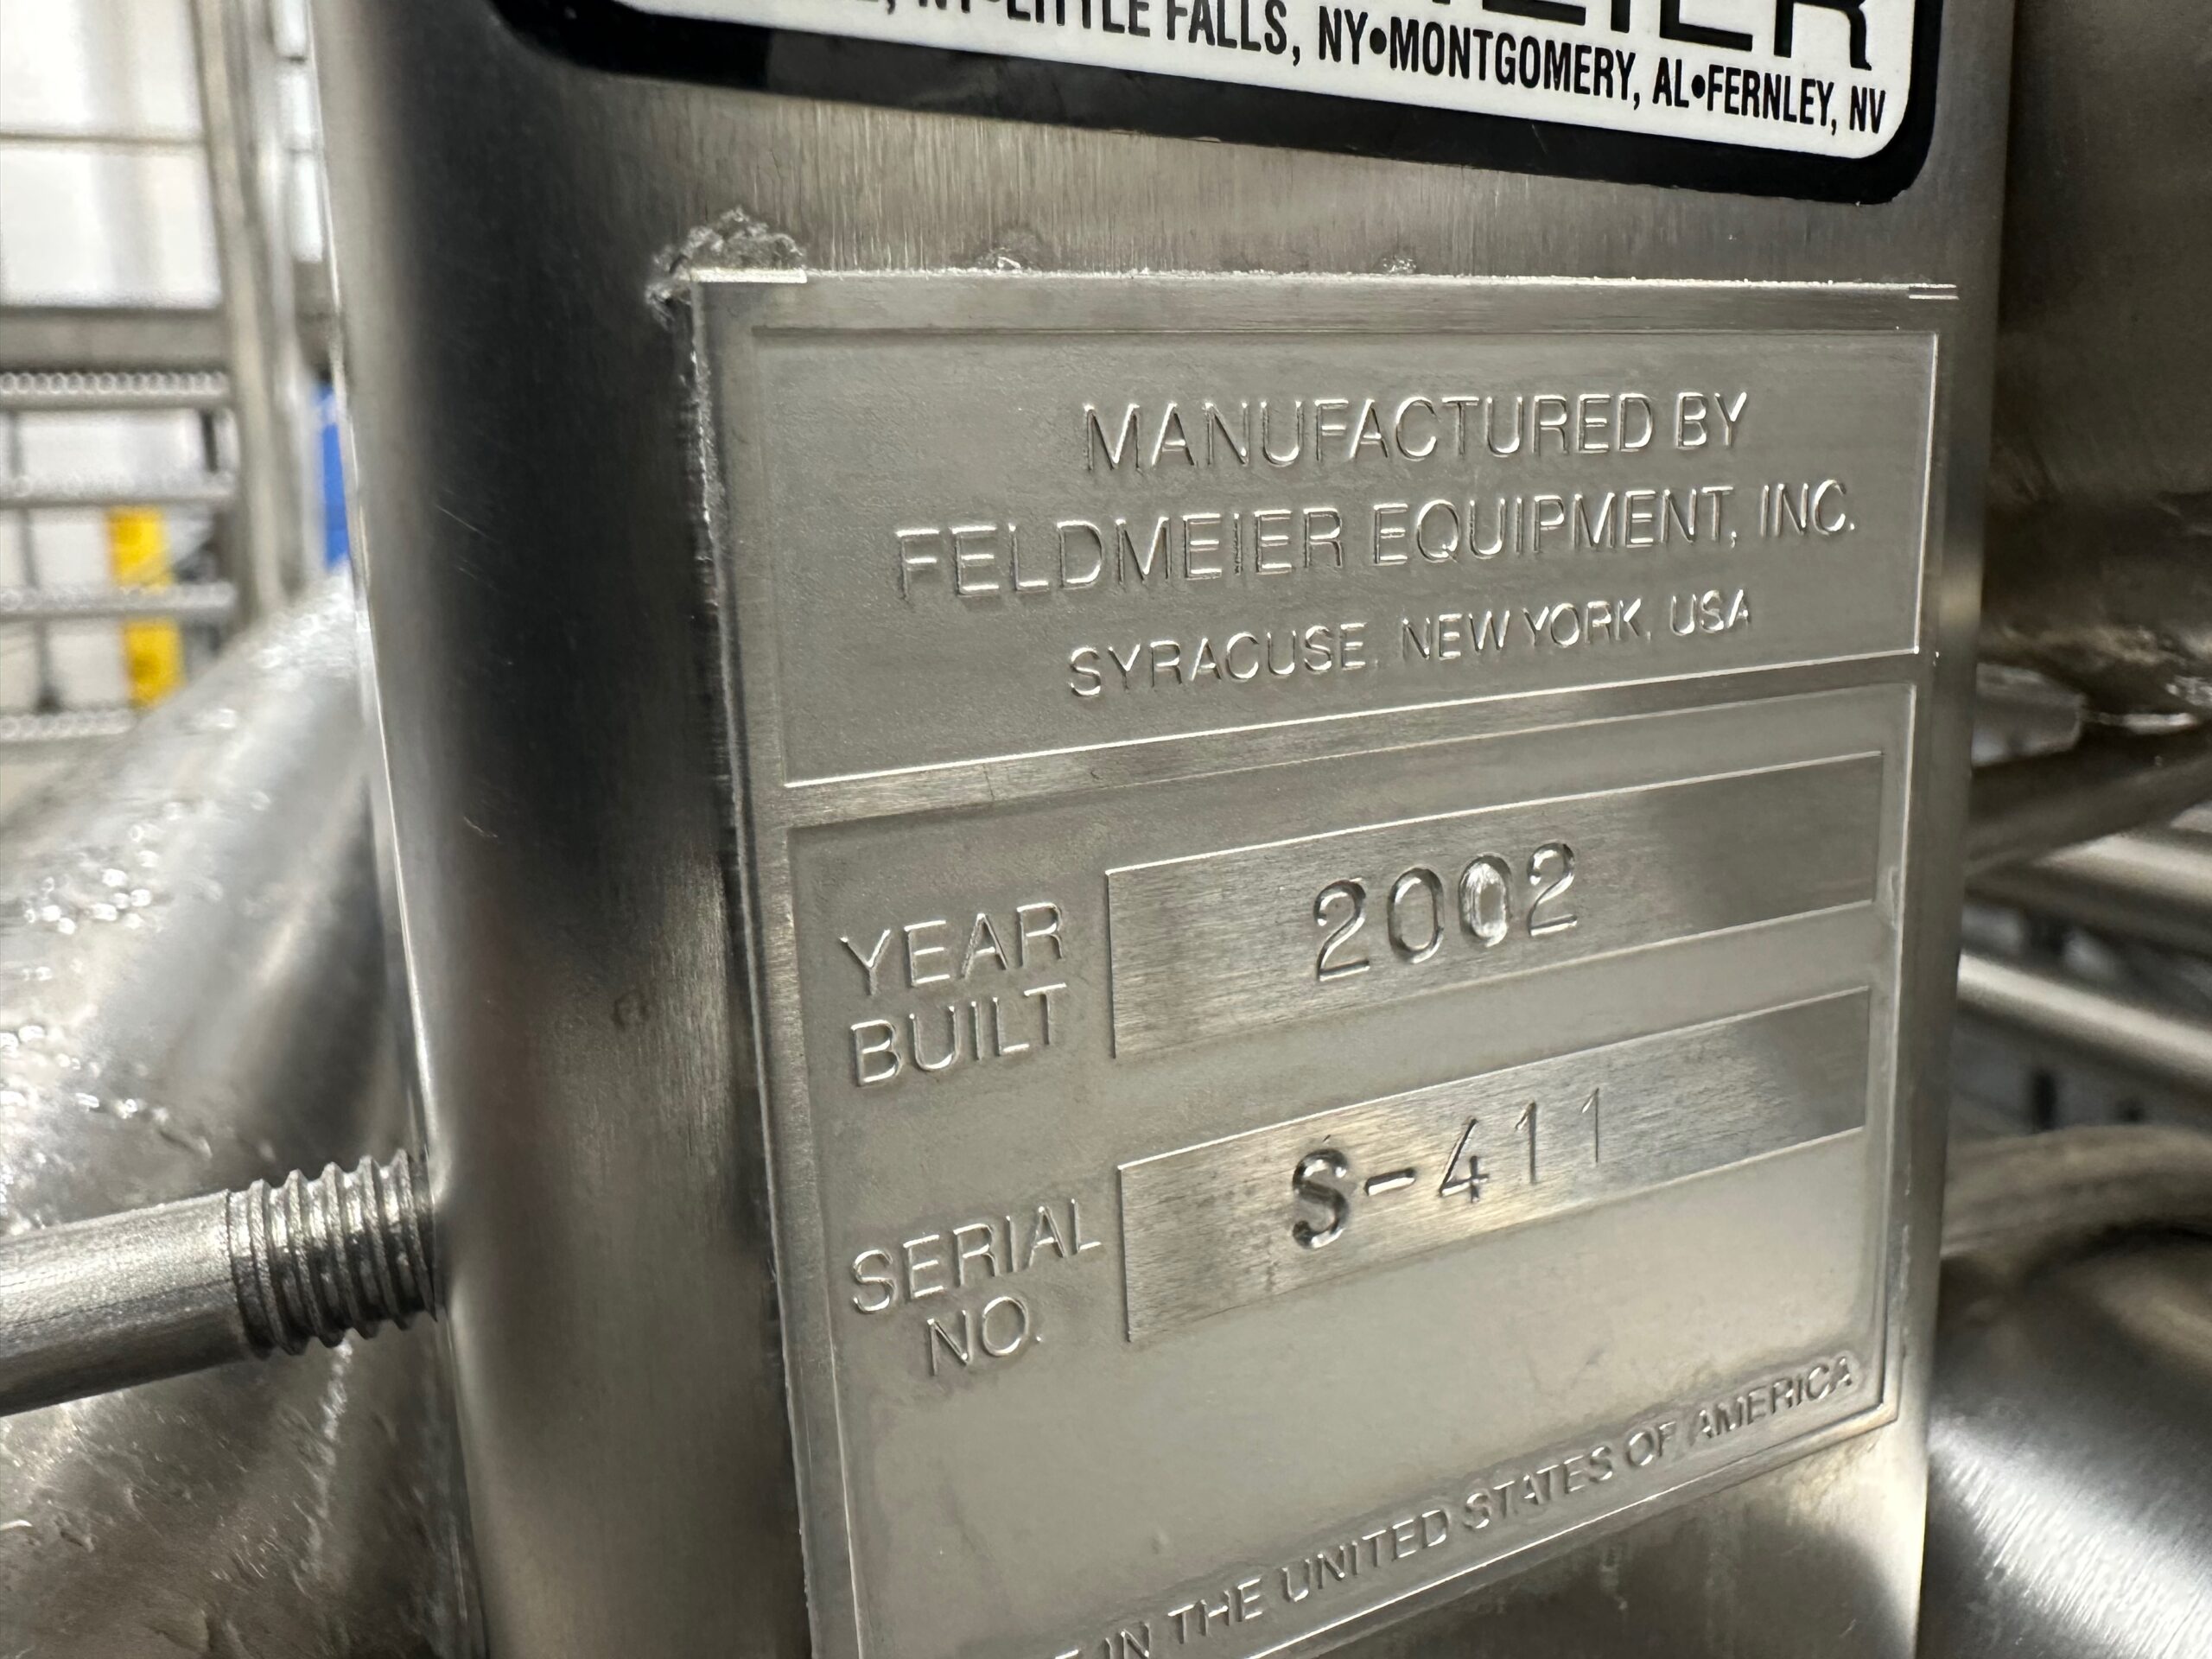 NY•LITTLE FALLS, NY•MONTGOMERY, AL•FERNLEY, NV
MANUFACTURED BY
FELDMEIER EQUIPMENT, INC.
SYRACUSE, NEW YORK, USA
YEAR BUILT 2002
SERIAL NO. S-411
IN THE UNITED STATES OF AMERICA